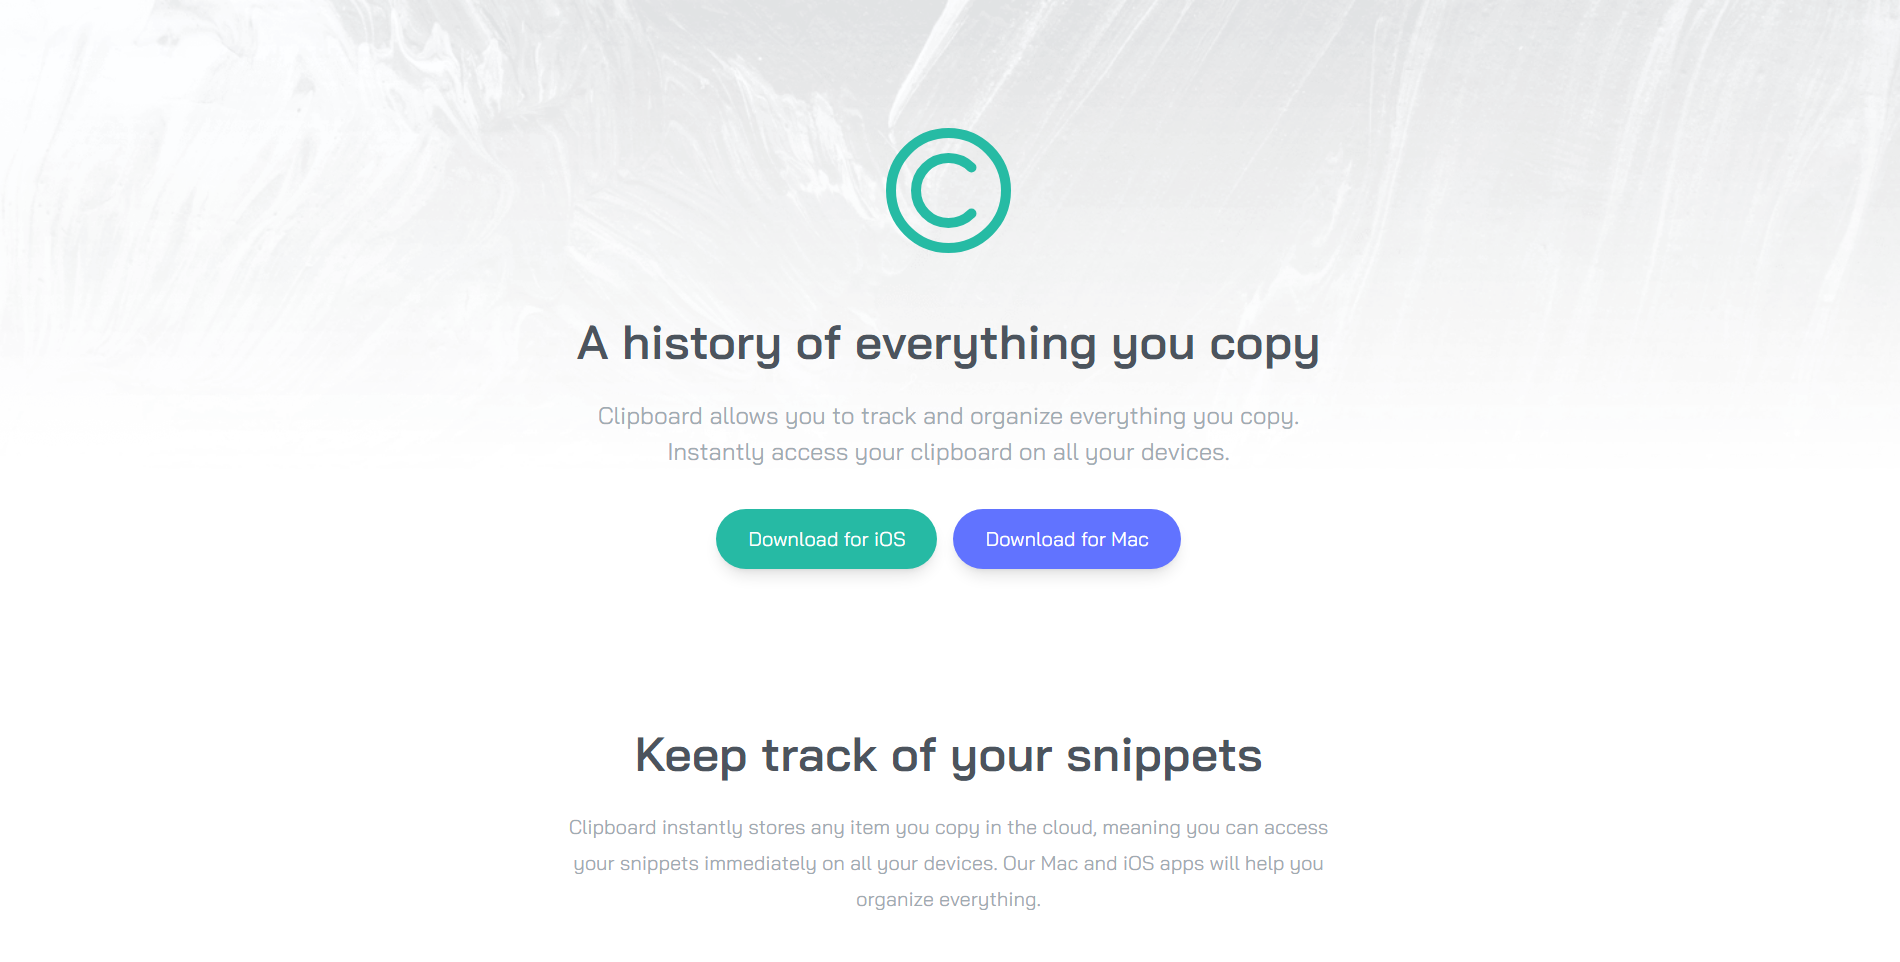 A history of everything you copy
Clipboard allows you to track and organize everything you copy.
Instantly access your clipboard on all your devices.
Download for iOS
Download for Mac
Keep track of your snippets
Clipboard instantly stores any item you copy in the cloud, meaning you can access
your snippets immediately on all your devices. Our Mac and iOS apps will help you
organize everything.